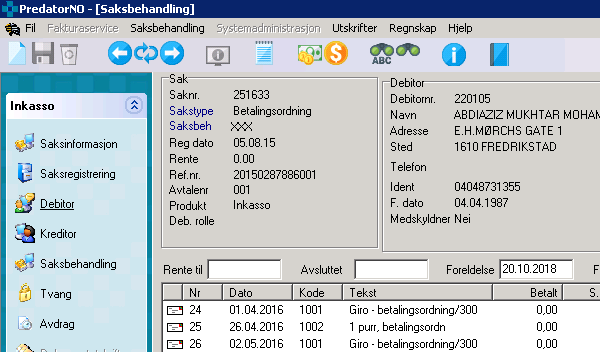 PredatorNO - [Saksbehandling]
Fil Fakturaservice Saksbehandling Systemadministrasjon Utskrifter Regnskap Hjelp
ABC
Inkasso
Saksinformasjon
Saksregistrering
Debitor
Kreditor
Saksbehandling
Tvang
Avdrag
Sak
Saknr. 251633
Sakstype Betalingsordning
Saksbeh XXX
Reg dato 05.08.15
Rente 0.00
Ref.nr. 20150287886001
Avtalenr 001
Produkt Inkasso
Deb. rolle
Debitor
Debitornr. 220105
Navn ABDIAZIZ MUKHTAR MOHAM
Adresse E.H.MØRCHS GATE 1
Sted 1610 FREDRIKSTAD
Telefon
Ident 04048731355
F. dato 04.04.1987
Medskyldner Nei
Rente til Avsluttet Foreldelse 20.10.2018 F
Nr Dato Kode Tekst Betalt S.
24 01.04.2016 1001 Giro - betalingsordning/300 0,00
25 26.04.2016 1002 1 purr, betalingsordn 0,00
26 02.05.2016 1001 Giro - betalingsordning/300 0,00